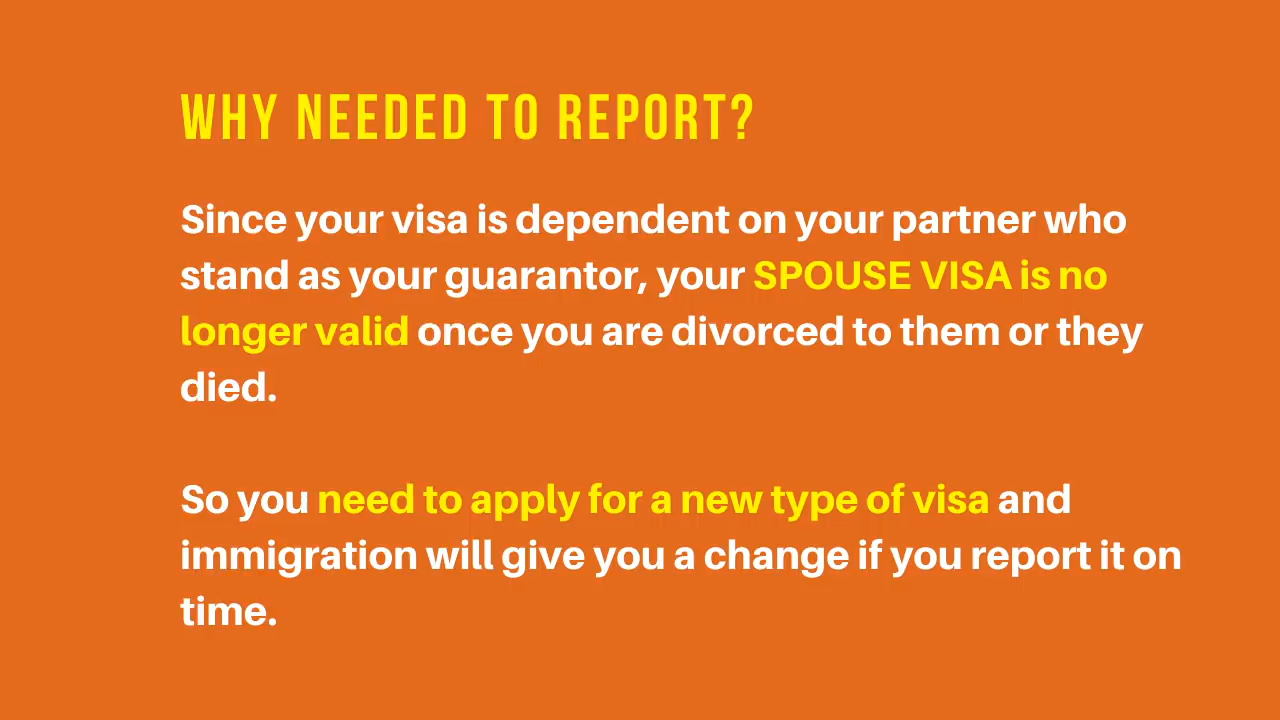 WHY NEEDED TO REPORT?
Since your visa is dependent on your partner who
stand as your guarantor, your SPOUSE VISA is no
longer valid once you are divorced to them or they
died.
So you need to apply for a new type of visa and
immigration will give you a change if you report it on
time.